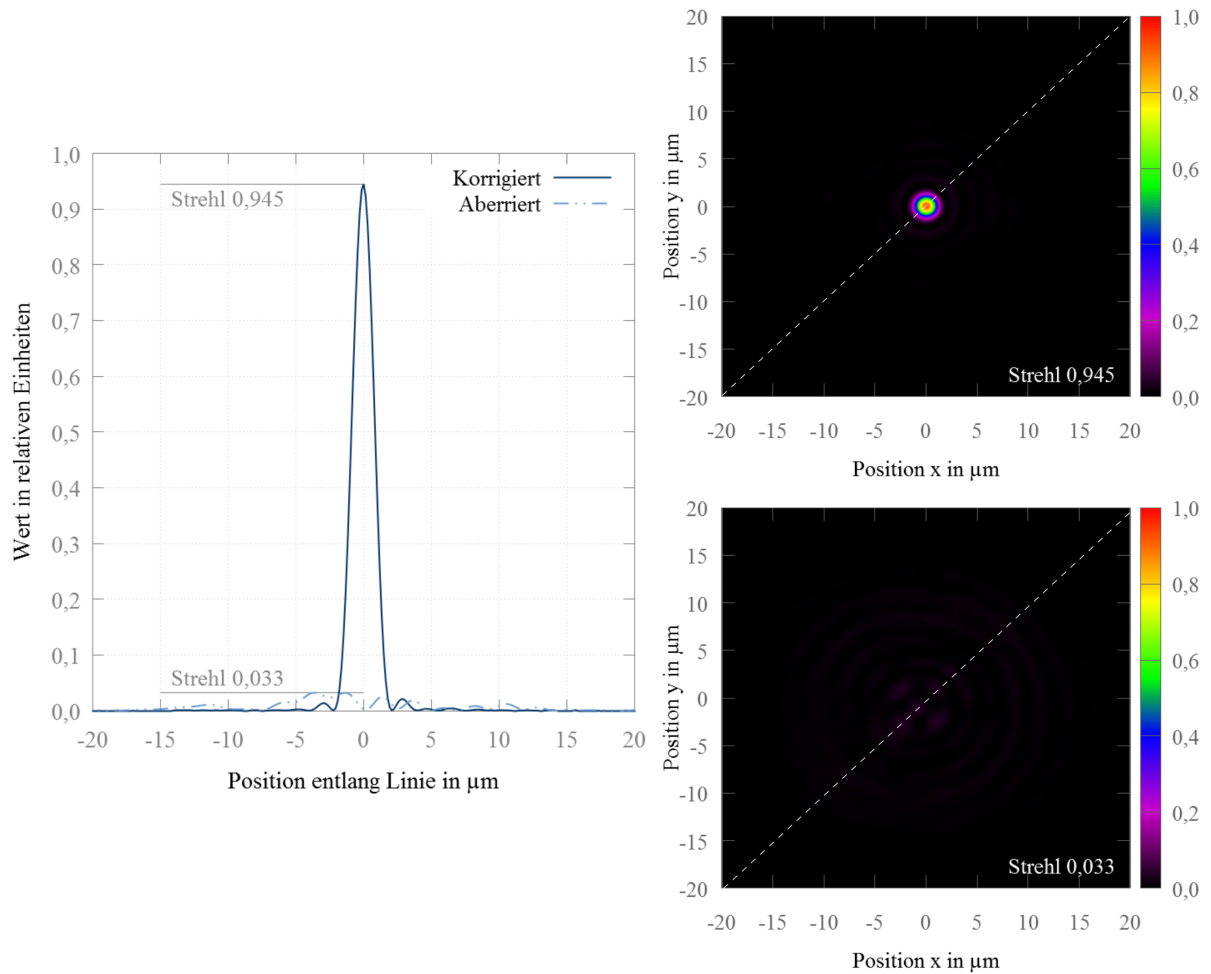 1,0
0,9
0,8
0,7
0,6
0,5
0,4
0,3
0,2
0,1
0,0
Wert in relativen Einheiten
Strehl 0,945
Korrigiert
Aberriert
Strehl 0,033
-20 -15 -10 -5 0 5 10 15 20
Position entlang Linie in µm
20
15
10
5
0
-5
-10
-15
-20
Position y in µm
Strehl 0,945
-20 -15 -10 -5 0 5 10 15 20
Position x in µm
1,0
0,8
0,6
0,4
0,2
0,0
20
15
10
5
0
-5
-10
-15
-20
Position y in µm
Strehl 0,033
-20 -15 -10 -5 0 5 10 15 20
Position x in µm
1,0
0,8
0,6
0,4
0,2
0,0